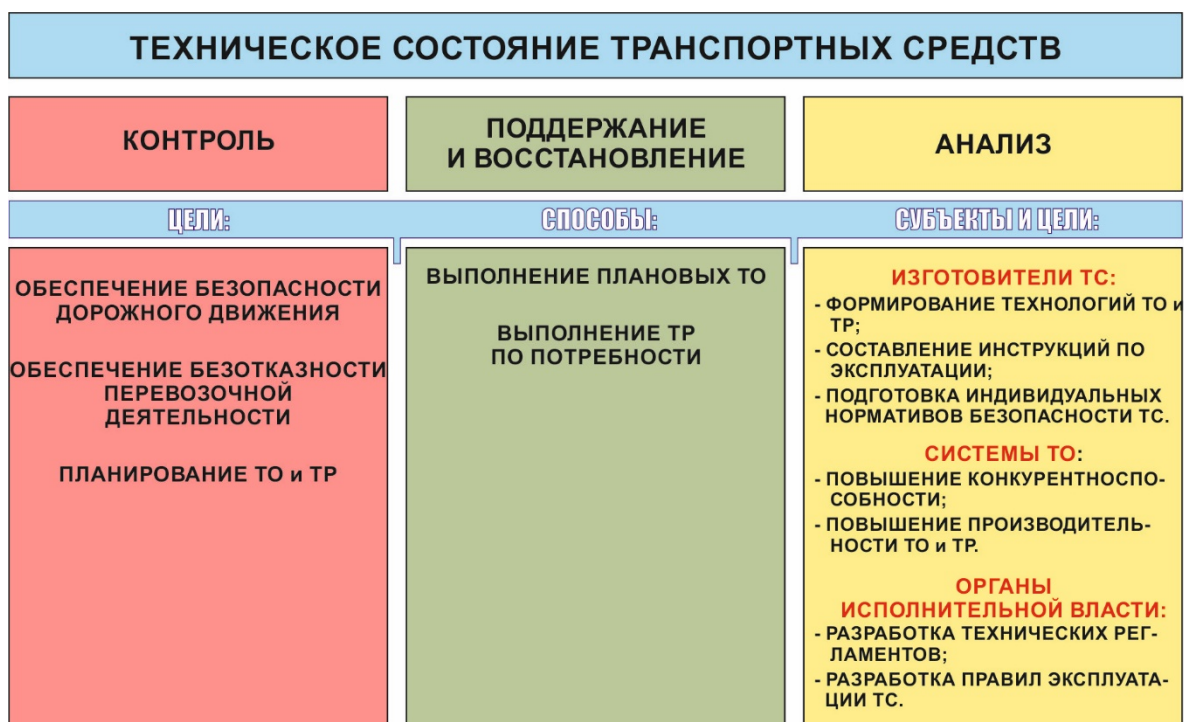 ТЕХНИЧЕСКОЕ СОСТОЯНИЕ ТРАНСПОРТНЫХ СРЕДСТВ
КОНТРОЛЬ
ПОДДЕРЖАНИЕ
И ВОССТАНОВЛЕНИЕ
АНАЛИЗ
ЦЕЛИ:
СПОСОБЫ:
СУБЪЕКТЫ И ЦЕЛИ:
ОБЕСПЕЧЕНИЕ БЕЗОПАСНОСТИ
ДОРОЖНОГО ДВИЖЕНИЯ
ОБЕСПЕЧЕНИЕ БЕЗОТКАЗНОСТИ
ПЕРЕВОЗОЧНОЙ
ДЕЯТЕЛЬНОСТИ
ПЛАНИРОВАНИЕ ТО и ТР
ВЫПОЛНЕНИЕ ПЛАНОВЫХ ТО
ВЫПОЛНЕНИЕ ТР
ПО ПОТРЕБНОСТИ
ИЗГОТОВИТЕЛИ ТС:
- ФОРМИРОВАНИЕ ТЕХНОЛОГИЙ ТО и
ТР;
- СОСТАВЛЕНИЕ ИНСТРУКЦИЙ ПО
ЭКСПЛУАТАЦИИ;
- ПОДГОТОВКА ИНДИВИДУАЛЬНЫХ
НОРМАТИВОВ БЕЗОПАСНОСТИ ТС.
СИСТЕМЫ ТО:
- ПОВЫШЕНИЕ КОНКУРЕНТНОСПО-
СОБНОСТИ;
- ПОВЫШЕНИЕ ПРОИЗВОДИТЕЛЬ-
НОСТИ ТО и ТР.
ОРГАНЫ
ИСПОЛНИТЕЛЬНОЙ ВЛАСТИ:
- РАЗРАБОТКА ТЕХНИЧЕСКИХ РЕГ-
ЛАМЕНТОВ;
- РАЗРАБОТКА ПРАВИЛ ЭКСПЛУАТА-
ЦИИ ТС.